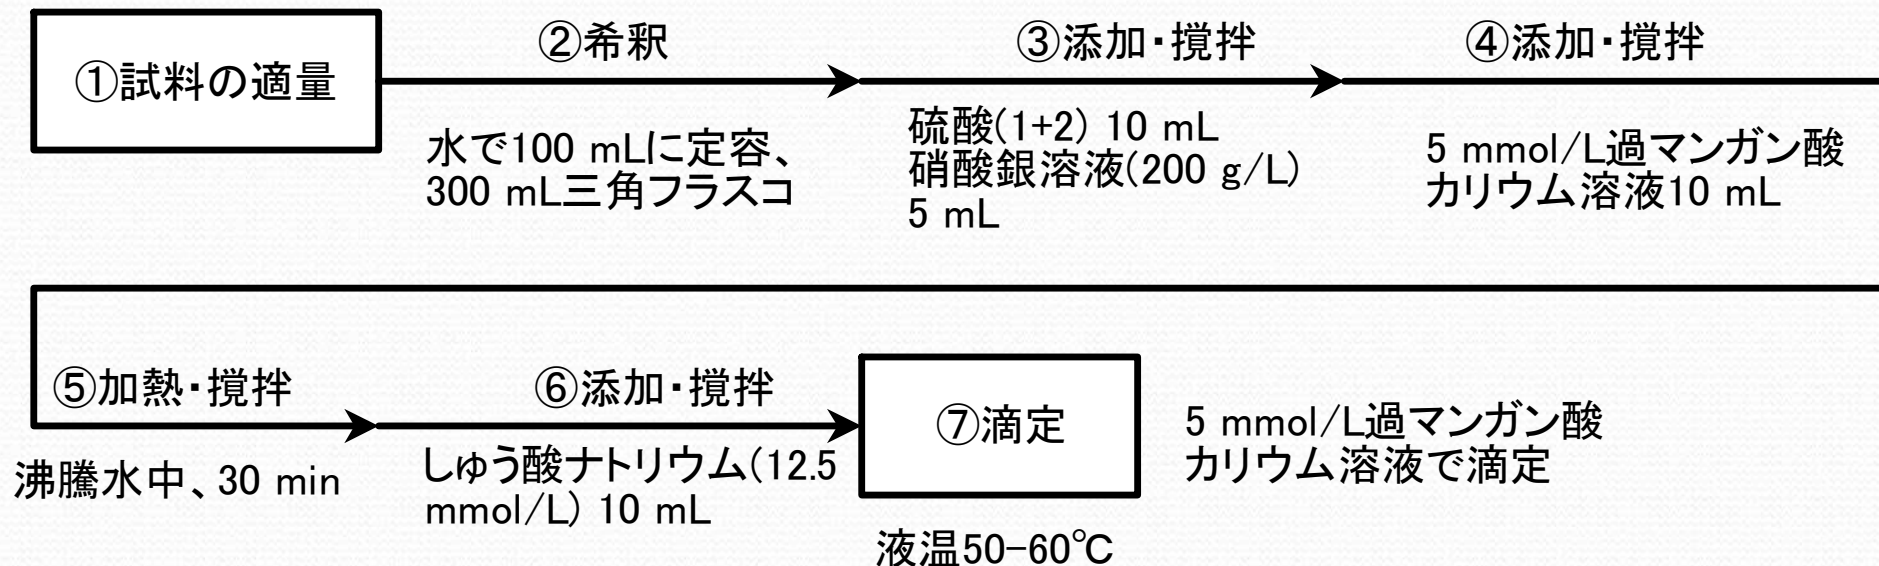 ①試料の適量
②希釈
水で100 mLに定容、
300 mL三角フラスコ
③添加・撹拌
硫酸(1+2) 10 mL
硝酸銀溶液(200 g/L)
5 mL
④添加・撹拌
5 mmol/L過マンガン酸
カリウム溶液10 mL
⑤加熱・撹拌
沸騰水中、30 min
⑥添加・撹拌
しゅう酸ナトリウム(12.5
mmol/L) 10 mL
⑦滴定
液温50-60℃
5 mmol/L過マンガン酸
カリウム溶液で滴定